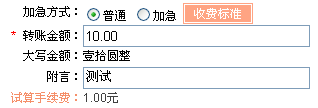 加急方式： 普通 加急 收费标准
* 转账金额： 10.00
大写金额： 壹拾圆整
附言： 测试
试算手续费： 1.00元